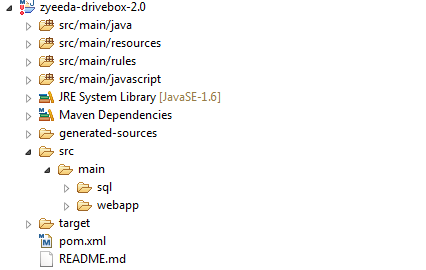 zyeeda-drivebox-2.0
src/main/java
src/main/resources
src/main/rules
src/main/javascript
JRE System Library [JavaSE-1.6]
Maven Dependencies
generated-sources
src
main
sql
webapp
target
pom.xml
README.md